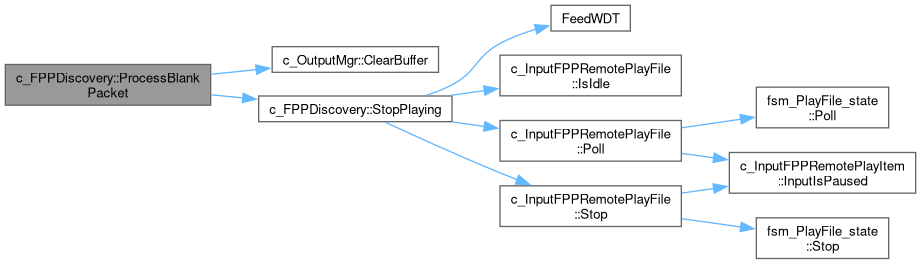 c_FPPDiscovery::ProcessBlank
Packet
c_OutputMgr::ClearBuffer
c_FPPDiscovery::StopPlaying
FeedWDT
c_InputFPPRemotePlayFile
::IsIdle
c_InputFPPRemotePlayFile
::Poll
c_InputFPPRemotePlayFile
::Stop
fsm_PlayFile_state
::Poll
c_InputFPPRemotePlayItem
::InputIsPaused
fsm_PlayFile_state
::Stop